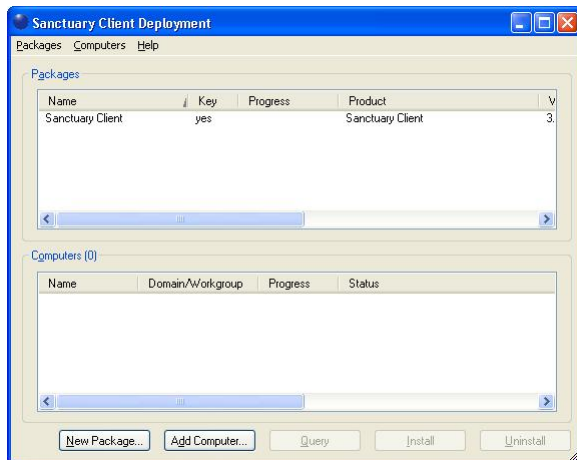 Sanctuary Client Deployment
Packages Computers Help
Packages
Name Key Progress Product V
Sanctuary Client yes Sanctuary Client 3.
Computers (0)
Name Domain/Workgroup Progress Status
New Package... Add Computer... Query Install Uninstall